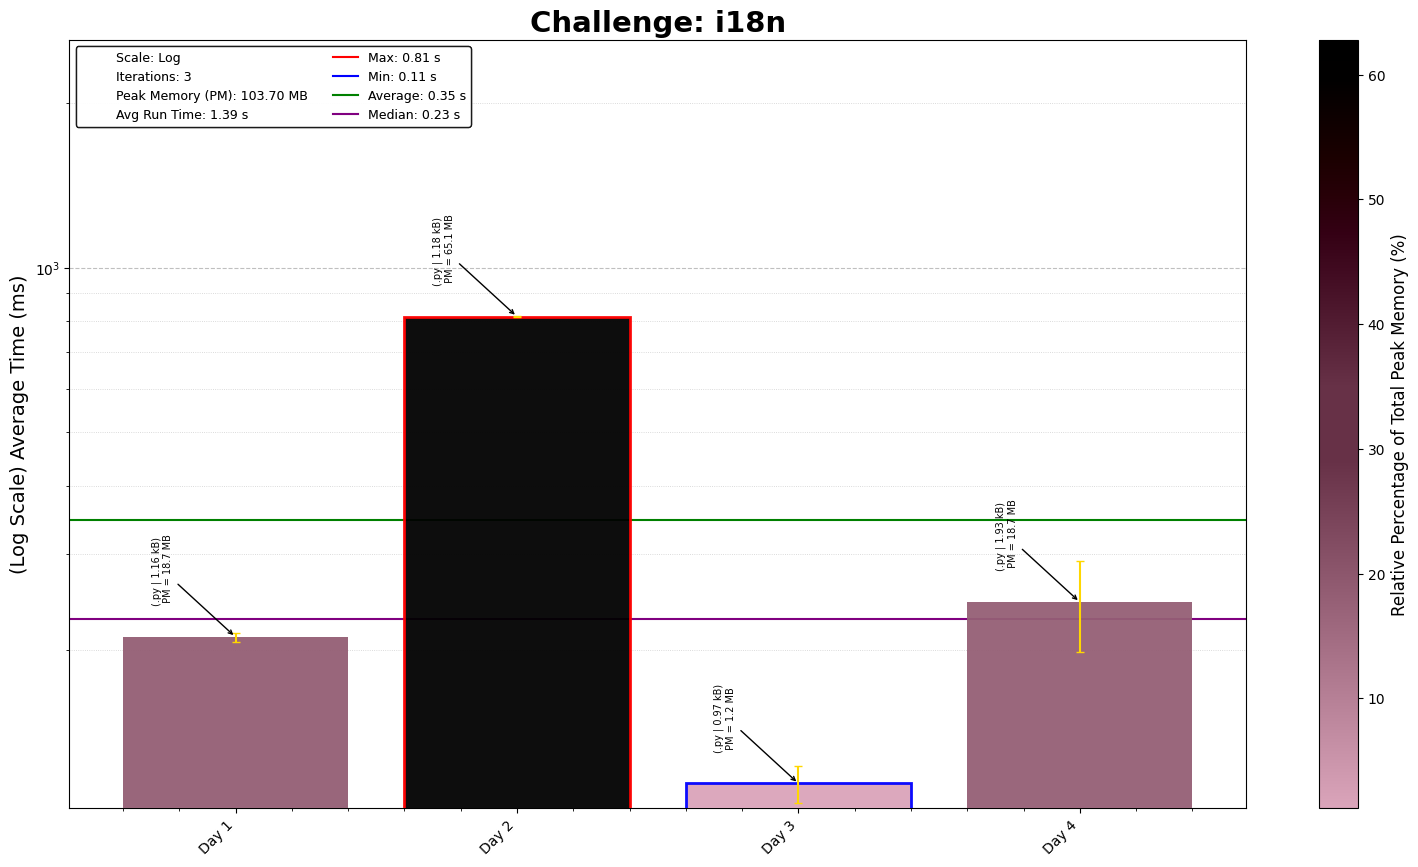 Challenge: i18n
Scale: Log
Iterations: 3
Peak Memory (PM): 103.70 MB
Avg Run Time: 1.39 s
Max: 0.81 s
Min: 0.11 s
Average: 0.35 s
Median: 0.23 s
(Log Scale) Average Time (ms)
10³
(.py | 1.16 kB)
PM = 18.7 MB
(.py | 1.18 kB)
PM = 65.1 MB
(.py | 0.97 kB)
PM = 1.2 MB
(.py | 1.93 kB)
PM = 18.7 MB
Day 1
Day 2
Day 3
Day 4
60
50
40
30
20
10
Relative Percentage of Total Peak Memory (%)